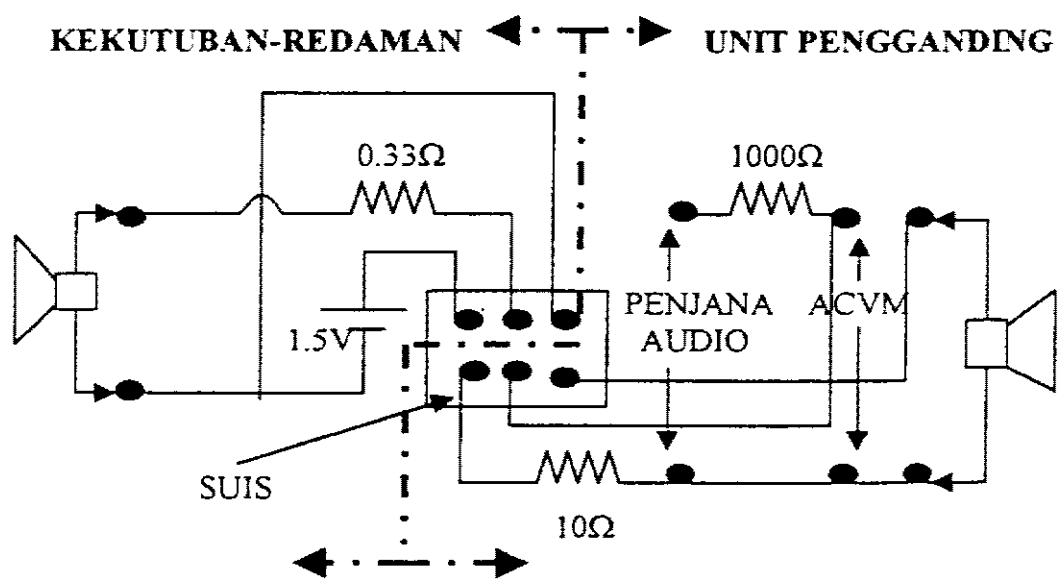 KEKUTUBAN-REDAMAN
UNIT PENGGANDING
0.33Ω
1000Ω
1.5V
PENJANA
AUDIO
ACVM
SUIS
10Ω